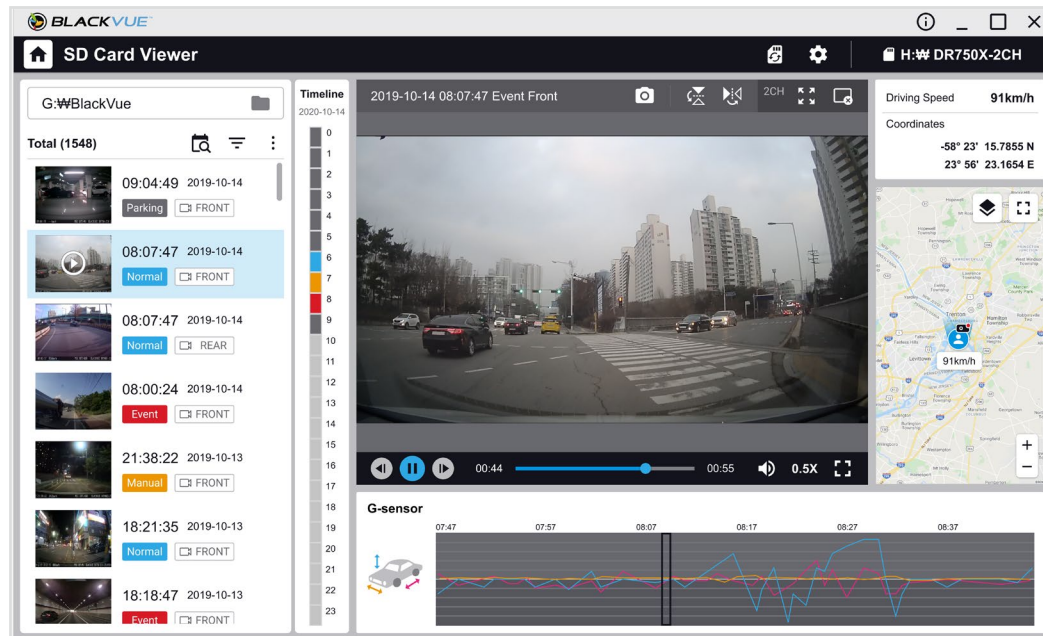 BLACKVUE
SD Card Viewer
H:₩ DR750X-2CH
G:₩BlackVue
Total (1548)
09:04:49 2019-10-14
Parking FRONT
08:07:47 2019-10-14
Normal FRONT
08:07:47 2019-10-14
Normal REAR
08:00:24 2019-10-14
Event FRONT
21:38:22 2019-10-13
Manual FRONT
18:21:35 2019-10-13
Normal FRONT
18:18:47 2019-10-13
Event FRONT
Timeline
2020-10-14
0
1
2
3
4
5
6
7
8
9
10
11
12
13
14
15
16
17
18
19
20
21
22
23
2019-10-14 08:07:47 Event Front
2CH
00:44
00:55
0.5X
Driving Speed 91km/h
Coordinates
-58° 23' 15.7855 N
23° 56' 23.1654 E
Trenton
Hamilton
Township
Levittown
91km/h
+
−
G-sensor
07:47 07:57 08:07 08:17 08:27 08:37